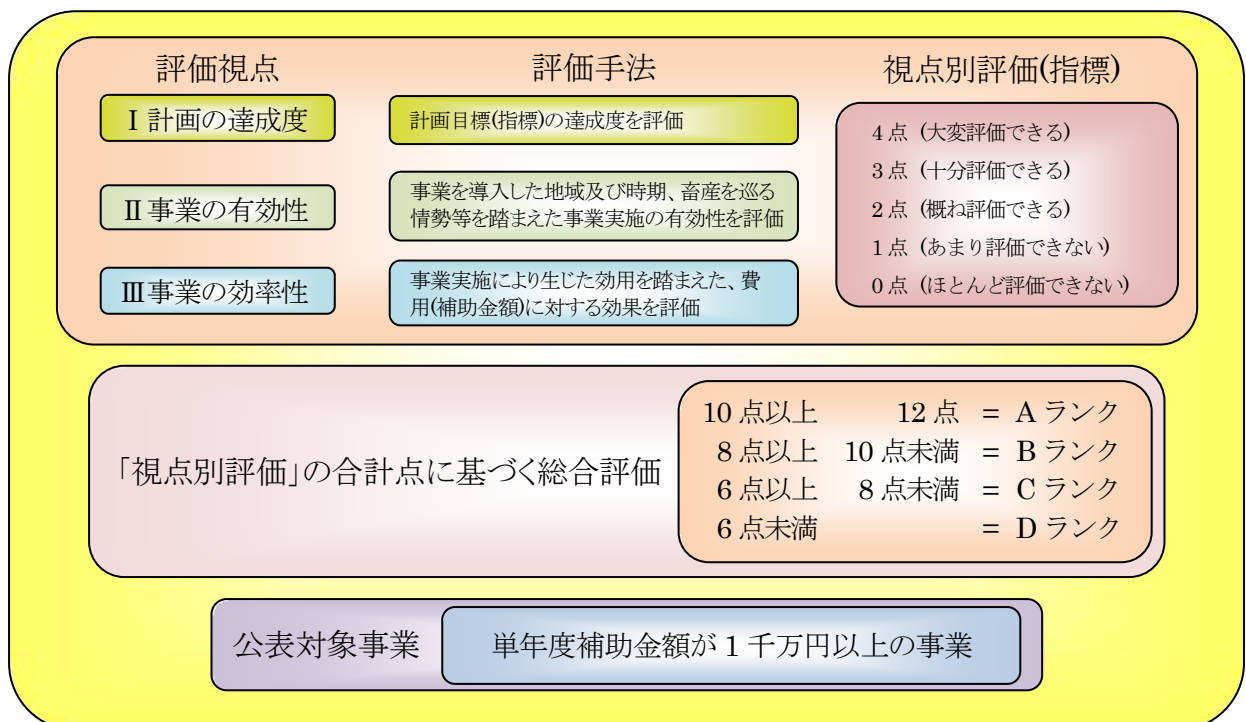 評価視点 評価手法 視点別評価(指標)
Ⅰ計画の達成度
計画目標(指標)の達成度を評価
Ⅱ事業の有効性
事業を導入した地域及び時期、畜産を巡る
情勢等を踏まえた事業実施の有効性を評価
Ⅲ事業の効率性
事業実施により生じた効用を踏まえた、費
用(補助金額)に対する効果を評価
4点 (大変評価できる)
3点 (十分評価できる)
2点 (概ね評価できる)
1点 (あまり評価できない)
0点 (ほとんど評価できない)
「視点別評価」の合計点に基づく総合評価
10点以上 12点 = Aランク
8点以上 10点未満 = Bランク
6点以上 8点未満 = Cランク
6点未満 = Dランク
公表対象事業 単年度補助金額が1千万円以上の事業